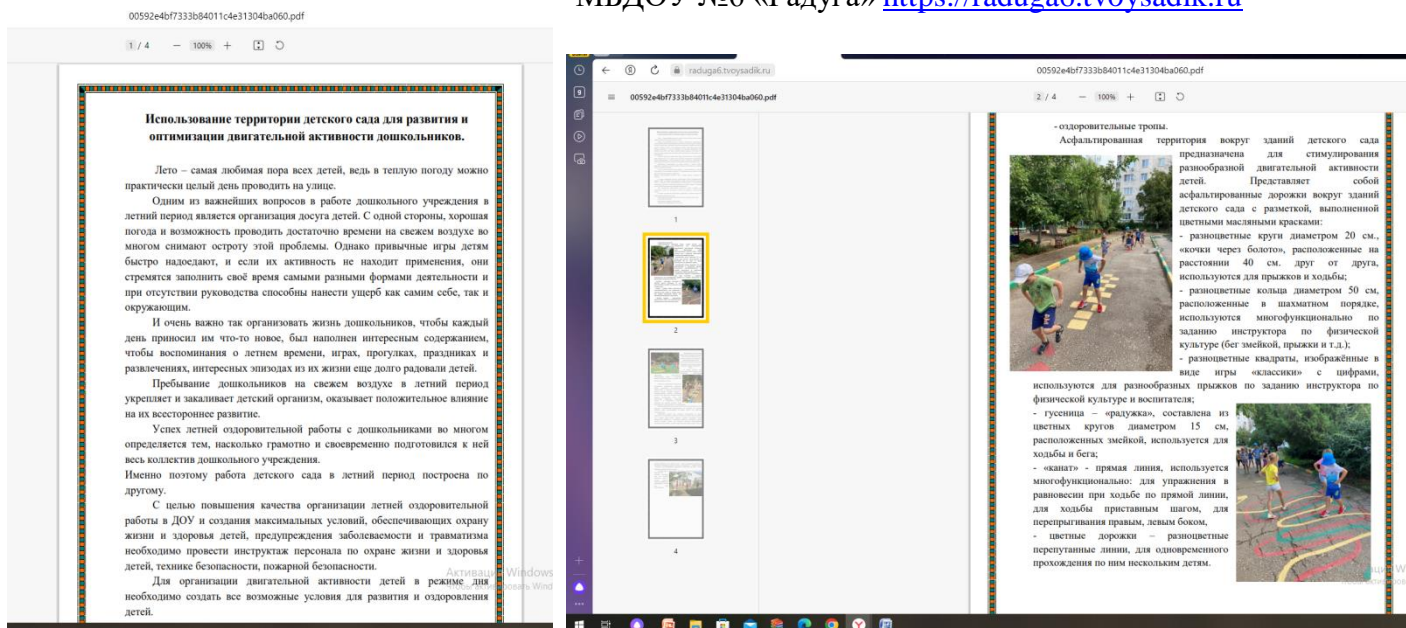 МБДОУ №6 «Радуга» https://raduga6.tvoysadik.ru
00592e4bf7333b84011c4e31304ba060.pdf
1 / 4 — 100% +
Использование территории детского сада для развития и
оптимизации двигательной активности дошкольников.
Лето – самая любимая пора всех детей, ведь в теплую погоду можно
практически целый день проводить на улице.
Одним из важнейших вопросов в работе дошкольного учреждения в
летний период является организация досуга детей. С одной стороны, хорошая
погода и возможность проводить достаточно времени на свежем воздухе во
многом снимают остроту этой проблемы. Однако привычные игры детям
быстро надоедают, и если их активность не находит применения, они
стремятся заполнить своё время самыми разными формами деятельности и
при отсутствии руководства способны нанести ущерб как самим себе, так и
окружающим.
И очень важно так организовать жизнь дошкольников, чтобы каждый
день приносил им что-то новое, был наполнен интересным содержанием,
чтобы воспоминания о летнем времени, играх, прогулках, праздниках и
развлечениях, интересных эпизодах из их жизни еще долго радовали детей.
Пребывание дошкольников на свежем воздухе в летний период
укрепляет и закаливает детский организм, оказывает положительное влияние
на их всестороннее развитие.
Успех летней оздоровительной работы с дошкольниками во многом
определяется тем, насколько грамотно и своевременно подготовился к ней
весь коллектив дошкольного учреждения.
Именно поэтому работа детского сада в летний период построена по
другому.
С целью повышения качества организации летней оздоровительной
работы в ДОУ и создания максимальных условий, обеспечивающих охрану
жизни и здоровья детей, предупреждения заболеваемости и травматизма
необходимо провести инструктаж персонала по охране жизни и здоровья
детей, технике безопасности, пожарной безопасности.
Для организации двигательной активности детей в режиме дня
необходимо создать все возможные условия для развития и оздоровления
детей.
Активация Windows
raduga6.tvoysadik.ru
00592e4bf7333b84011c4e31304ba060.pdf
00592e4bf7333b84011c4e31304ba060.pdf
2 / 4 — 100% +
1
2
3
4
- оздоровительные тропы.
Асфальтированная территория вокруг зданий детского сада
предназначена для стимулирования
разнообразной двигательной активности
детей. Представляет собой
асфальтированные дорожки вокруг зданий
детского сада с разметкой, выполненной
цветными масляными красками:
- разноцветные круги диаметром 20 см.,
«кочки через болото», расположенные на
расстоянии 40 см. друг от друга,
используются для прыжков и ходьбы;
- разноцветные кольца диаметром 50 см,
расположенные в шахматном порядке,
используются многофункционально по
заданию инструктора по физической
культуре (бег змейкой, прыжки и т.д.);
- разноцветные квадраты, изображённые в
виде игры «классики» с цифрами,
используются для разнообразных прыжков по заданию инструктора по
физической культуре и воспитателя;
- гусеница – «радужка», составлена из
цветных кругов диаметром 15 см,
расположенных змейкой, используется для
ходьбы и бега;
- «канат» - прямая линия, используется
многофункционально: для упражнения в
равновесии при ходьбе по прямой линии,
для ходьбы приставным шагом, для
перепрыгивания правым, левым боком,
- цветные дорожки – разноцветные
перепутанные линии, для одновременного
прохождения по ним нескольким детям.